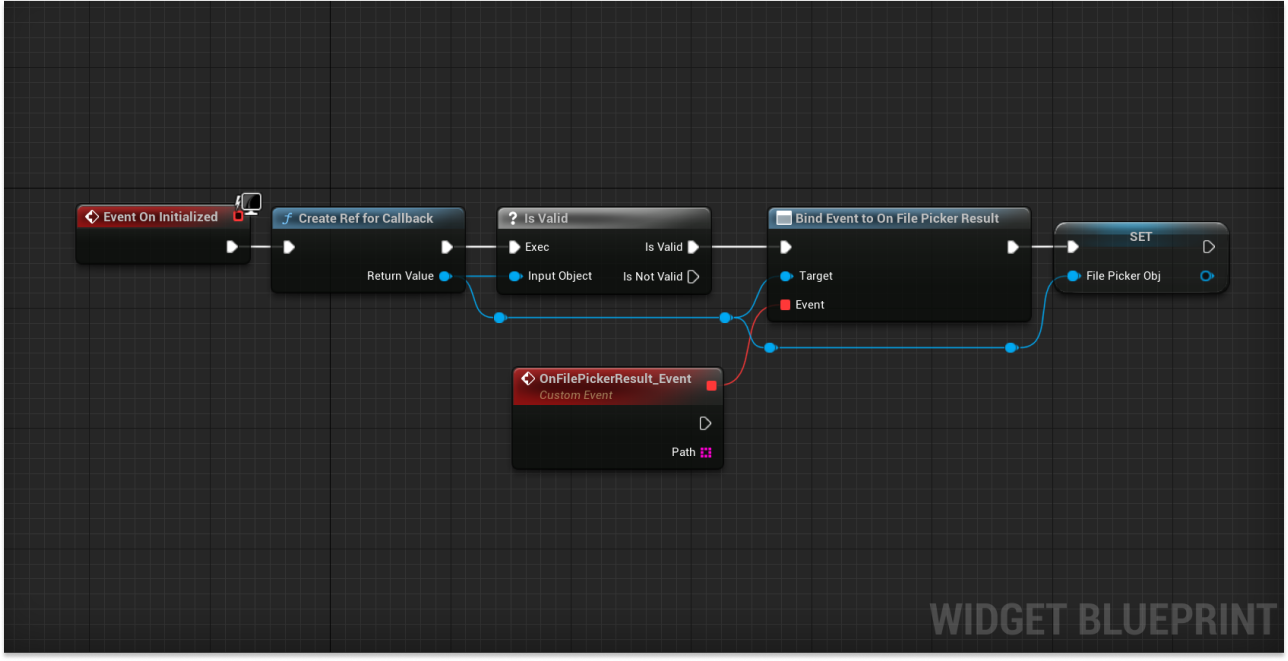 Event On Initialized
Create Ref for Callback
Return Value
Is Valid
Exec
Is Valid
Input Object
Is Not Valid
Bind Event to On File Picker Result
Target
Event
SET
File Picker Obj
OnFilePickerResult_Event
Custom Event
Path
WIDGET BLUEPRINT